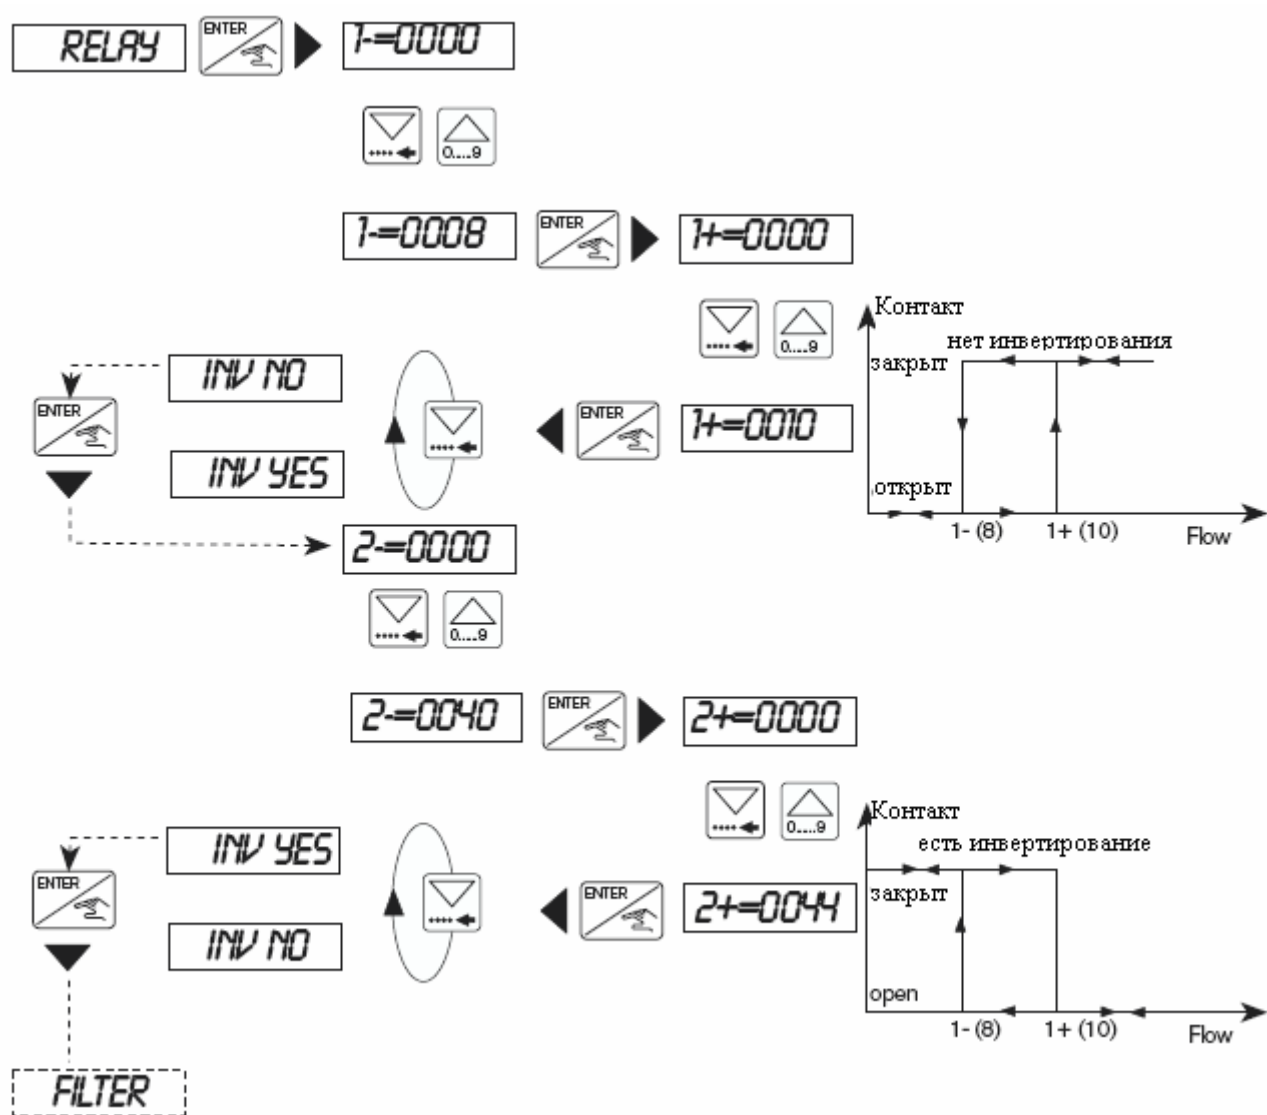 RELAY
ENTER
1-=0000
0....9
1-=0008
ENTER
1+=0000
0....9
Контакт
нет инвертирования
закрыт
открыт
1- (8)
1+ (10)
Flow
INV NO
ENTER
INV YES
ENTER
1+=0010
2-=0000
0....9
2-=0040
ENTER
2+=0000
0....9
Контакт
есть инвертирование
закрыт
open
1- (8)
1+ (10)
Flow
INV YES
ENTER
INV NO
ENTER
2+=0044
FILTER